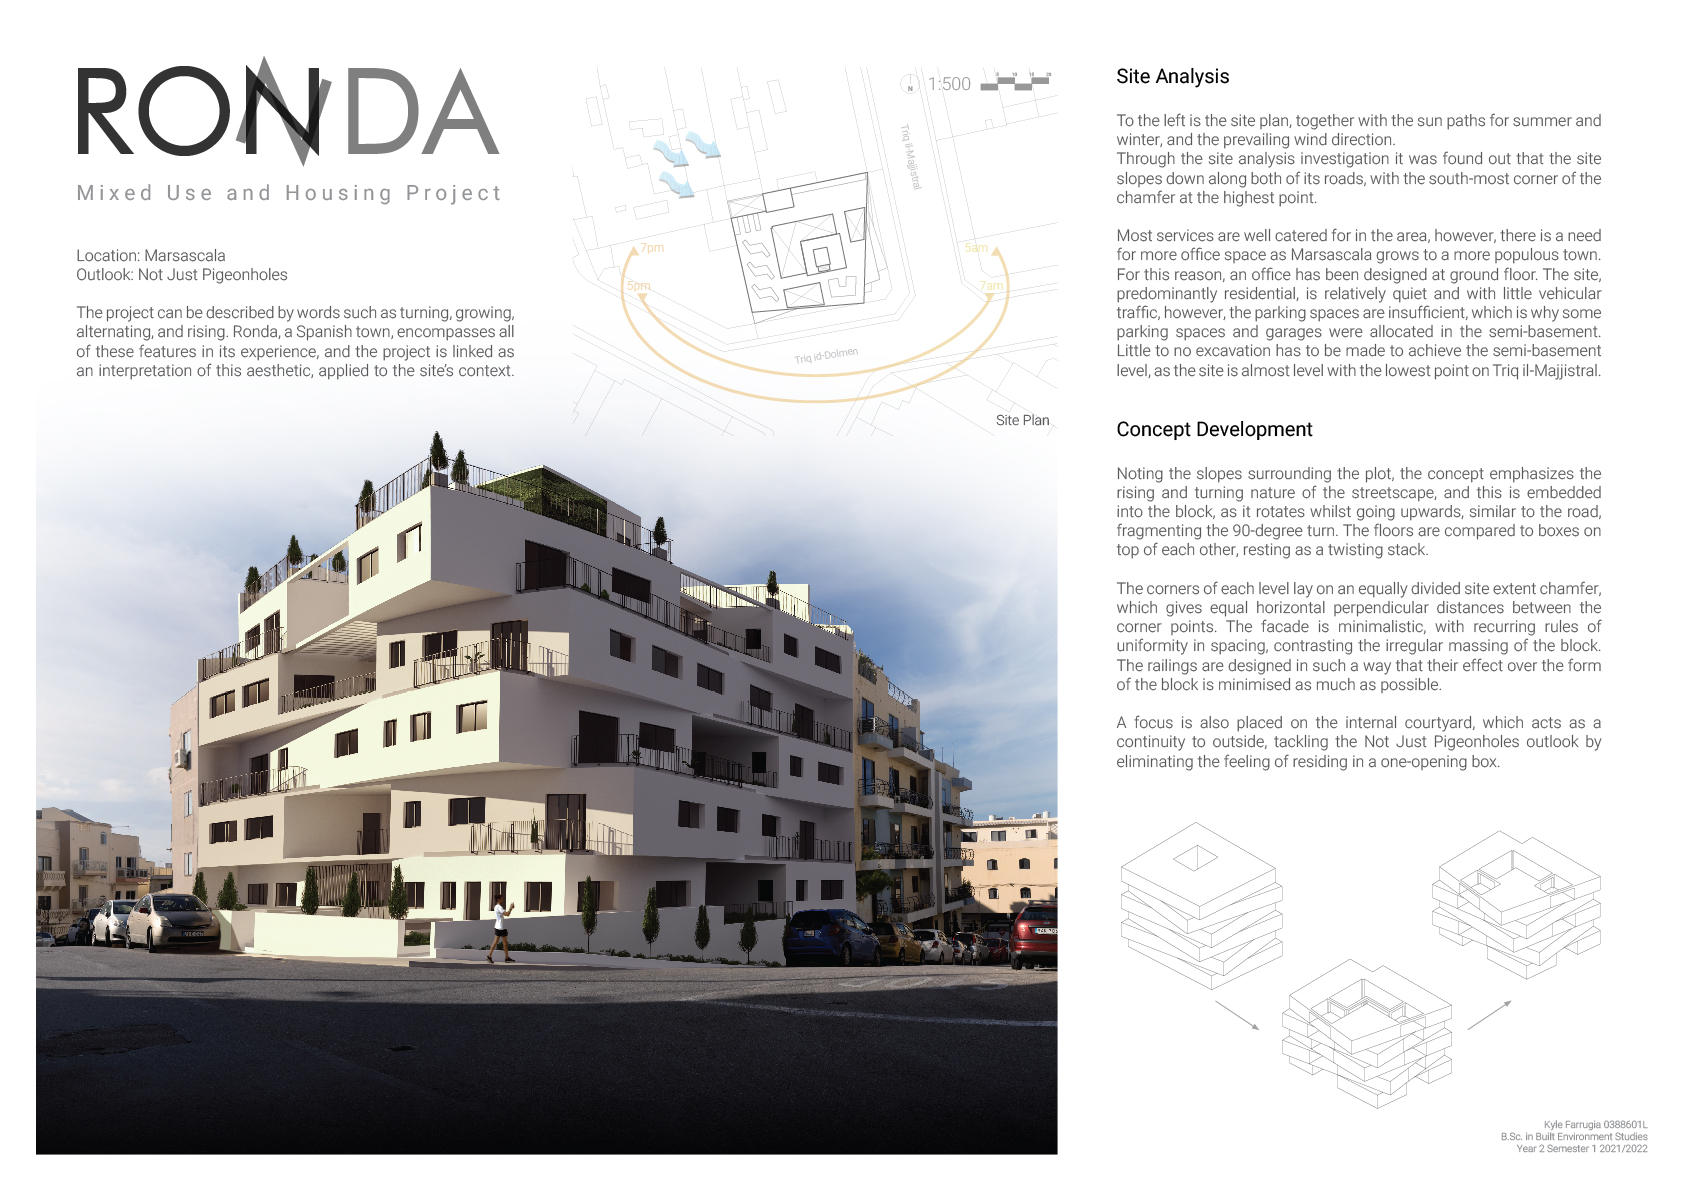 RONDA
Mixed Use and Housing Project
Location: Marsascala
Outlook: Not Just Pigeonholes
The project can be described by words such as turning, growing,
alternating, and rising. Ronda, a Spanish town, encompasses all
of these features in its experience, and the project is linked as
an interpretation of this aesthetic, applied to the site's context.
N
1:500
Triq il-Majjistral
7pm
5am
5pm
7am
Triq id-Dolmen
Site Plan
Site Analysis
To the left is the site plan, together with the sun paths for summer and
winter, and the prevailing wind direction.
Through the site analysis investigation it was found out that the site
slopes down along both of its roads, with the south-most corner of the
chamfer at the highest point.
Most services are well catered for in the area, however, there is a need
for more office space as Marsascala grows to a more populous town.
For this reason, an office has been designed at ground floor. The site,
predominantly residential, is relatively quiet and with little vehicular
traffic, however, the parking spaces are insufficient, which is why some
parking spaces and garages were allocated in the semi-basement.
Little to no excavation has to be made to achieve the semi-basement
level, as the site is almost level with the lowest point on Triq il-Majjistral.
Concept Development
Noting the slopes surrounding the plot, the concept emphasizes the
rising and turning nature of the streetscape, and this is embedded
into the block, as it rotates whilst going upwards, similar to the road,
fragmenting the 90-degree turn. The floors are compared to boxes on
top of each other, resting as a twisting stack.
The corners of each level lay on an equally divided site extent chamfer,
which gives equal horizontal perpendicular distances between the
corner points. The facade is minimalistic, with recurring rules of
uniformity in spacing, contrasting the irregular massing of the block.
The railings are designed in such a way that their effect over the form
of the block is minimised as much as possible.
A focus is also placed on the internal courtyard, which acts as a
continuity to outside, tackling the Not Just Pigeonholes outlook by
eliminating the feeling of residing in a one-opening box.
Kyle Farrugia 0388601L
B.Sc. in Built Environment Studies
Year 2 Semester 1 2021/2022